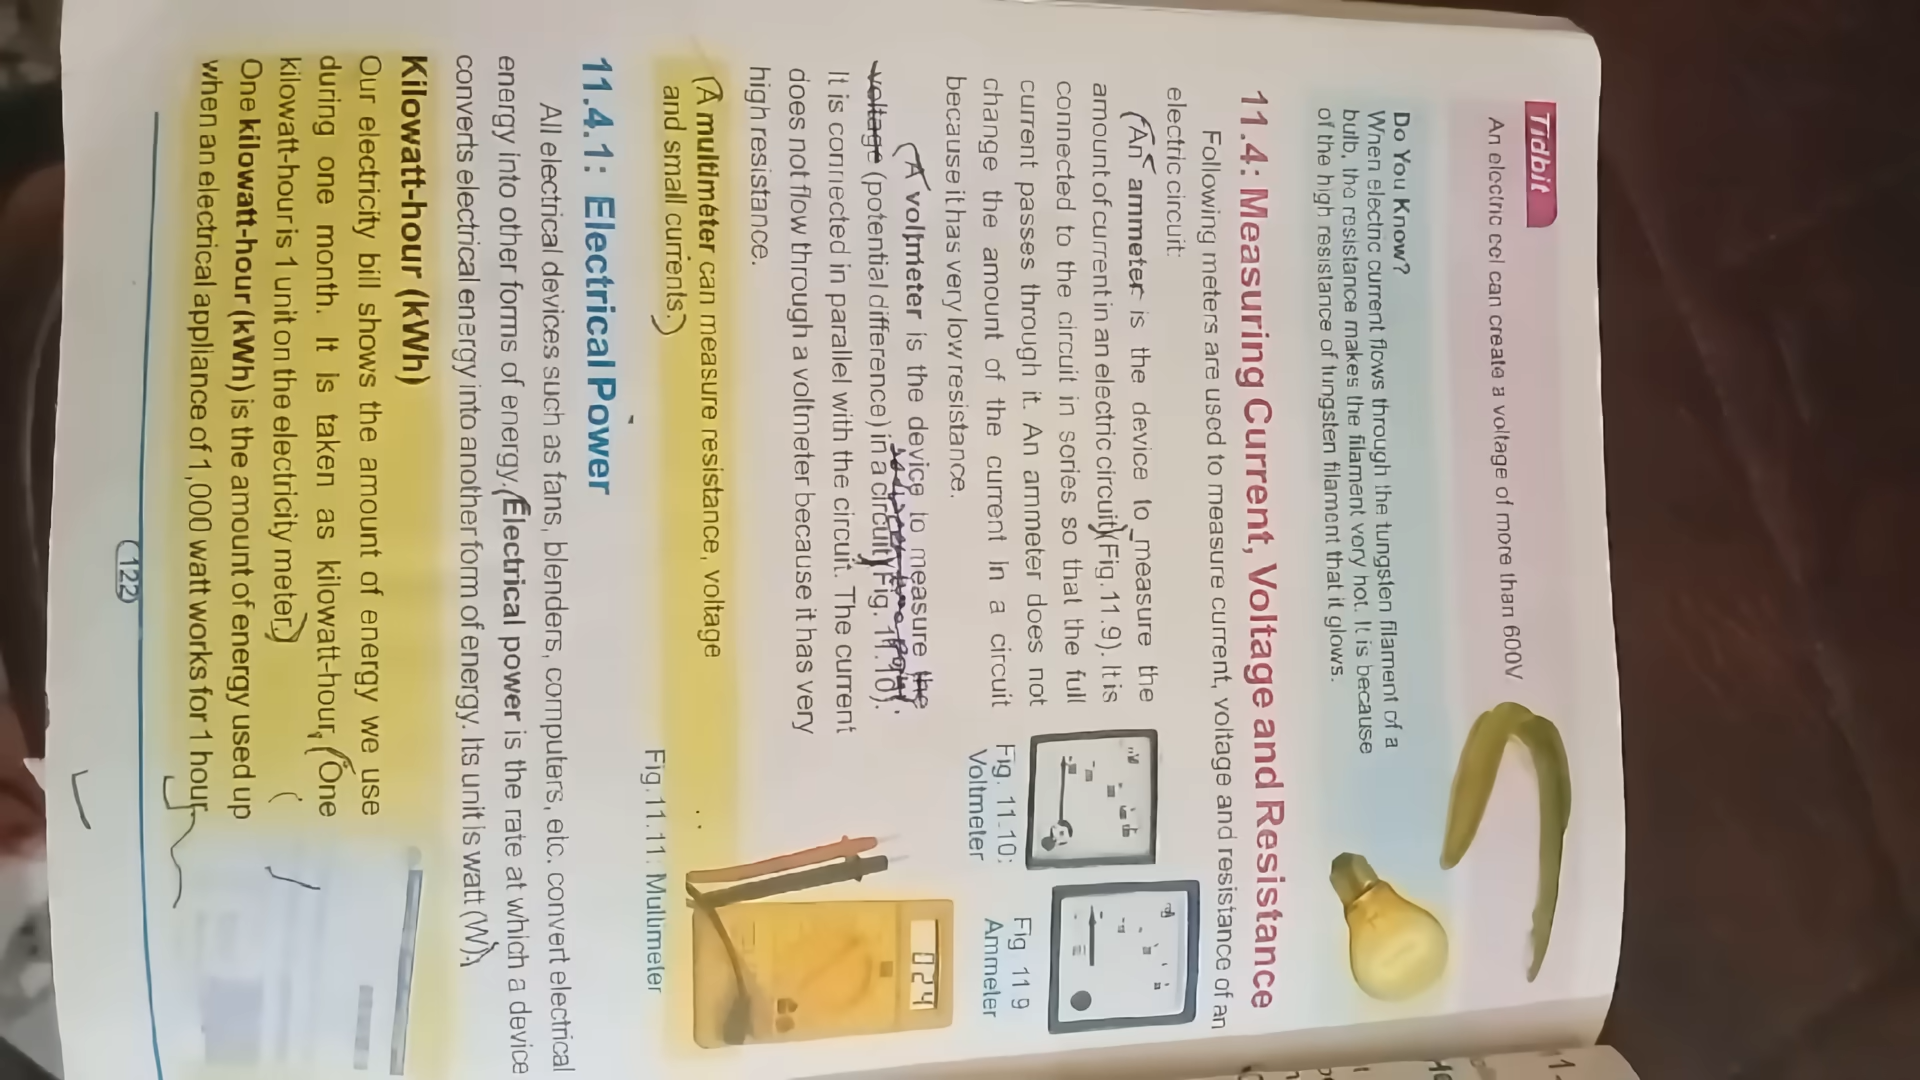 Tidbit
An electric eel can create a voltage of more than 600V
Do You Know?
When electric current flows through the tungsten filament of a
bulb, the resistance makes the filament very hot. It is because
of the high resistance of tungsten filament that it glows.
11.4: Measuring Current, Voltage and Resistance
Following meters are used to measure current, voltage and resistance of an
electric circuit:
(An ammeter is the device to measure the
amount of current in an electric circuit) (Fig.11.9). It is
connected to the circuit in series so that the full
current passes through it. An ammeter does not
change the amount of the current in a circuit
because it has very low resistance.
(A voltmeter is the device to measure the
voltage (potential difference) in a circuit) Fig. 11.10).
It is connected in parallel with the circuit. The current
does not flow through a voltmeter because it has very
high resistance.
Fig. 11.10:
Voltmeter
Fig 11 9
Ammeter
(A multimeter can measure resistance, voltage
and small currents.)
024
Fig.11.11: Multimeter
11.4.1: Electrical Power
All electrical devices such as fans, blenders, computers, etc. convert electrical
energy into other forms of energy. (Electrical power is the rate at which a device
converts electrical energy into another form of energy. Its unit is watt (W).)
Kilowatt-hour (kWh)
Our electricity bill shows the amount of energy we use
during one month. It is taken as kilowatt-hour, (One
kilowatt-hour is 1 unit on the electricity meter.)
One kilowatt-hour (kWh) is the amount of energy used up
when an electrical appliance of 1,000 watt works for 1 hour.
122